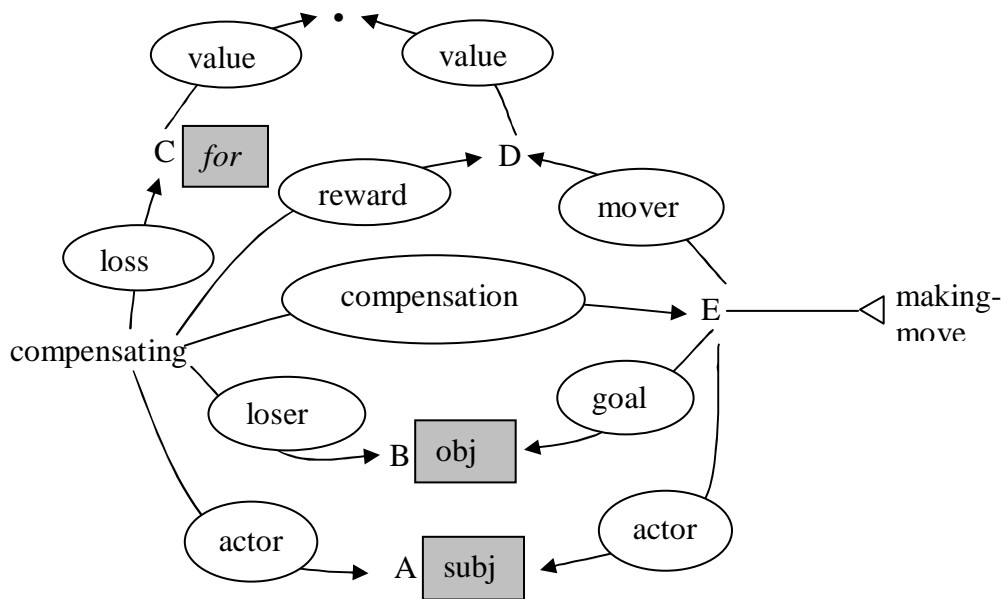 value
value
C for
D
reward
mover
loss
compensation
E
making-
move
compensating
loser
goal
B obj
actor
actor
A subj